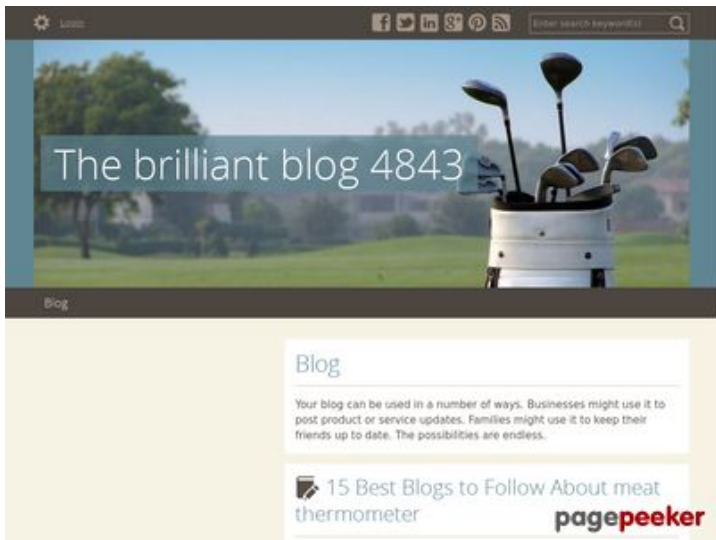 Login
Enter search keyword(s)
The brilliant blog 4843
Blog
Blog
Your blog can be used in a number of ways. Businesses might use it to
post product or service updates. Families might use it to keep their
friends up to date. The possibilities are endless.
15 Best Blogs to Follow About meat
thermometer
pagepeeker